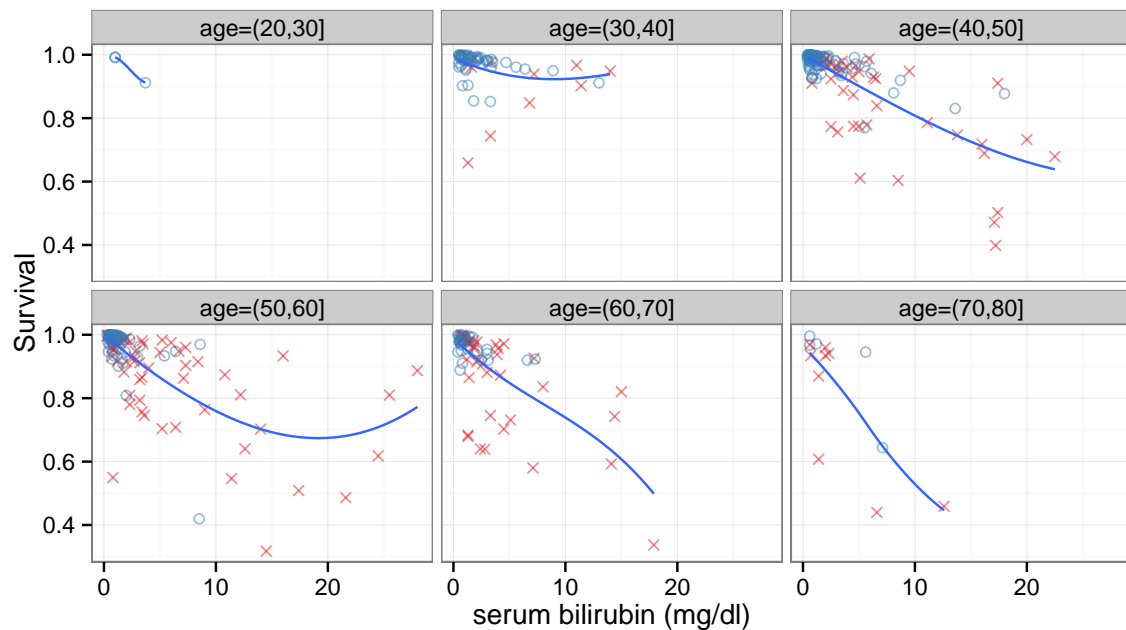 age=(20,30]
age=(30,40]
age=(40,50]
1.0
0.8
0.6
0.4
Survival
age=(50,60]
age=(60,70]
age=(70,80]
1.0
0.8
0.6
0.4
0
10
20
0
10
20
0
10
20
serum bilirubin (mg/dl)